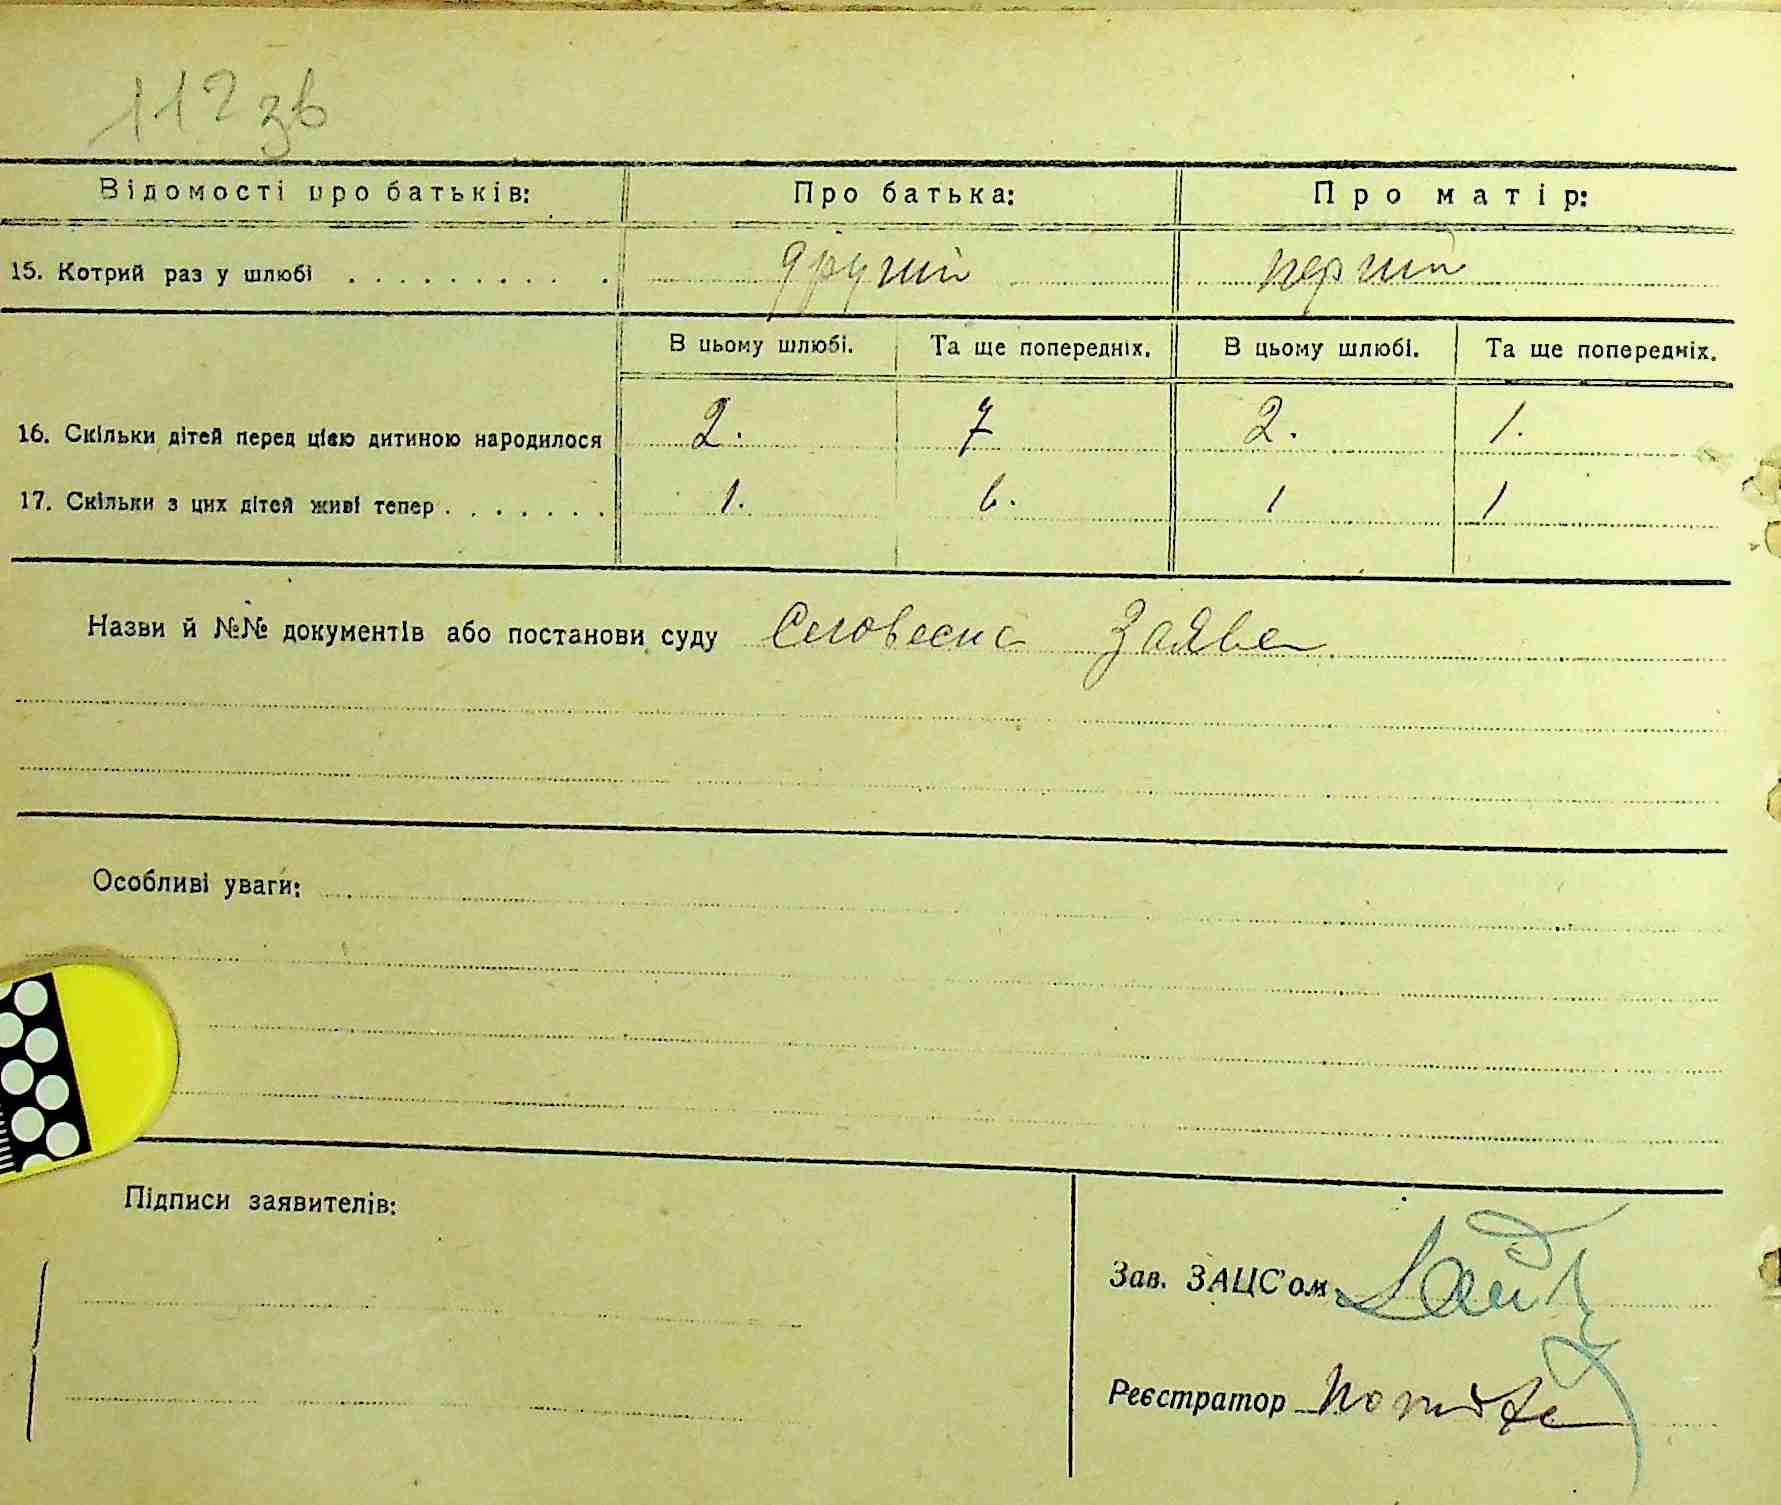 112 зв
Відомості про батьків: Про батька: Про матір:
15. Котрий раз у шлюбі . . . . . . . . . . другий перший
В цьому шлюбі. Та ще попередніх. В цьому шлюбі. Та ще попередніх.
16. Скільки дітей перед цією дитиною народилося 2. 7 2. 1.
17. Скільки з цих дітей живі тепер . . . . . . . 1. 6. 1 1
Назви й №№ документів або постанови суду Словесна Заява
Особливі уваги:
Підписи заявителів:
Зав. ЗАЦС'ом
Реєстратор